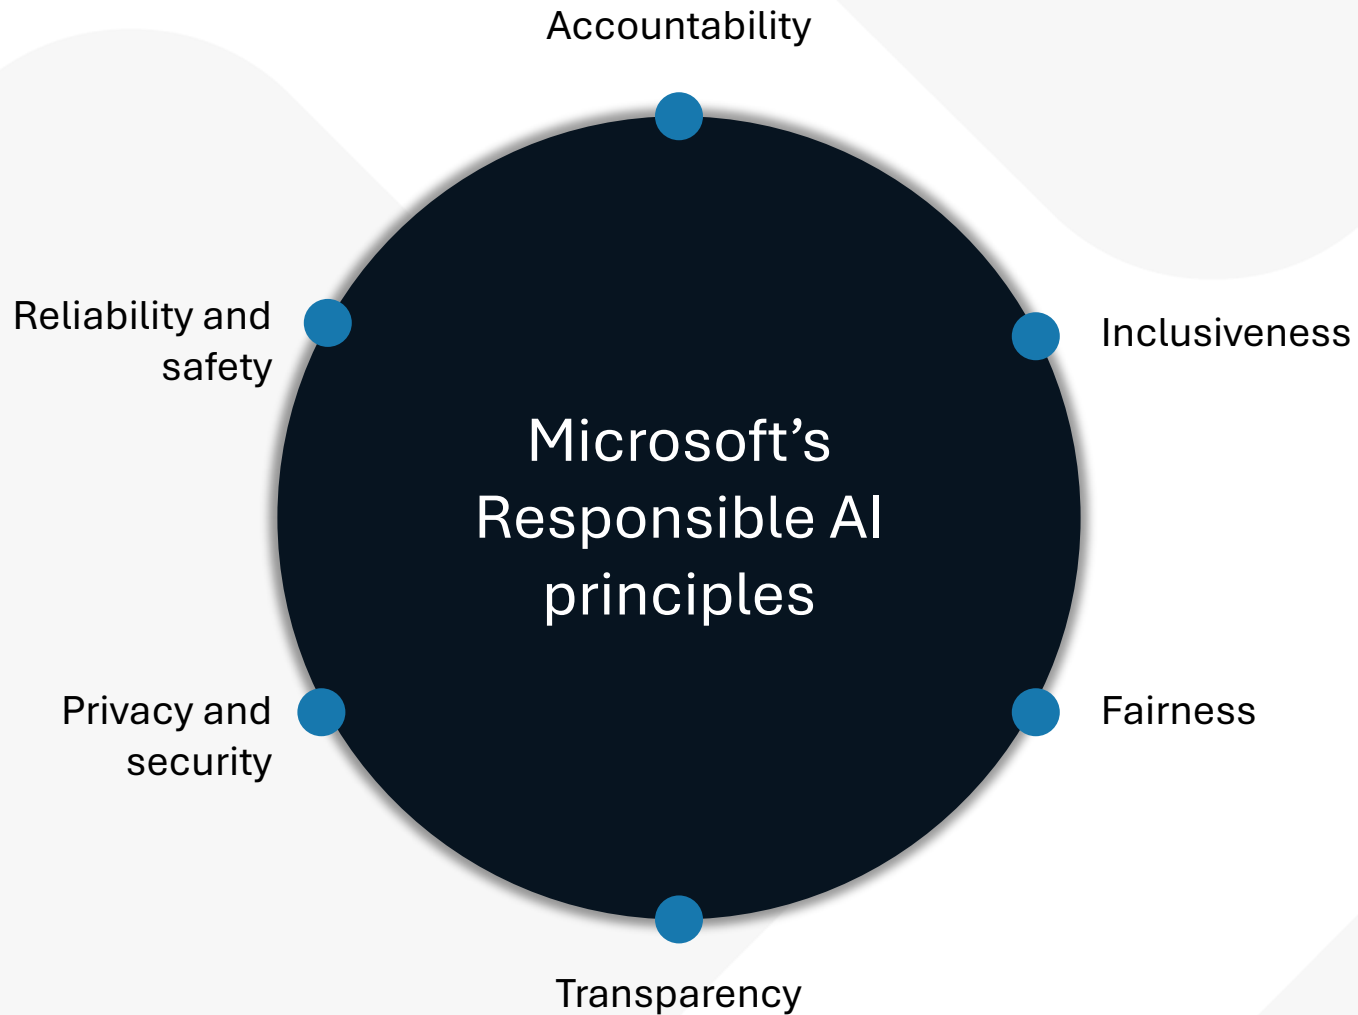 Accountability
Reliability and
safety
Inclusiveness
Microsoft’s
Responsible AI
principles
Privacy and
security
Fairness
Transparency